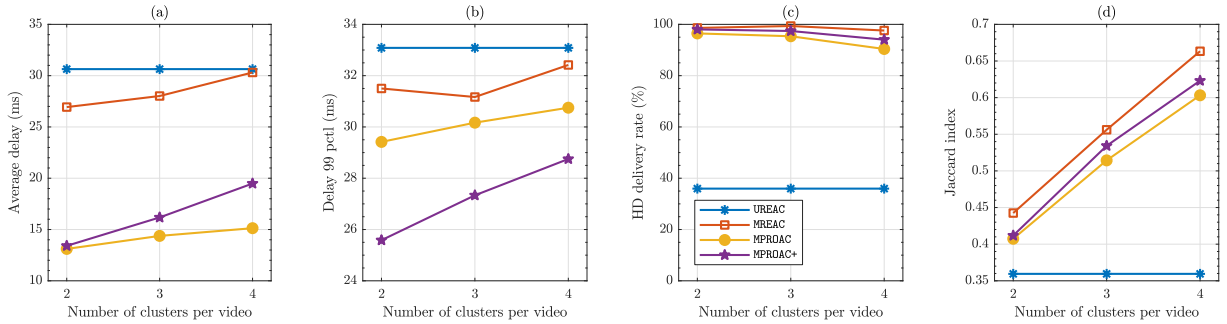 (a)
Average delay (ms)
35
30
25
20
15
10
2
3
4
Number of clusters per video
(b)
Delay 99 pctl (ms)
34
32
30
28
26
24
2
3
4
Number of clusters per video
(c)
HD delivery rate (%)
100
80
60
40
20
0
UREAC
MREAC
MPROAC
MPROAC+
2
3
4
Number of clusters per video
(d)
Jaccard index
0.7
0.65
0.6
0.55
0.5
0.45
0.4
0.35
2
3
4
Number of clusters per video